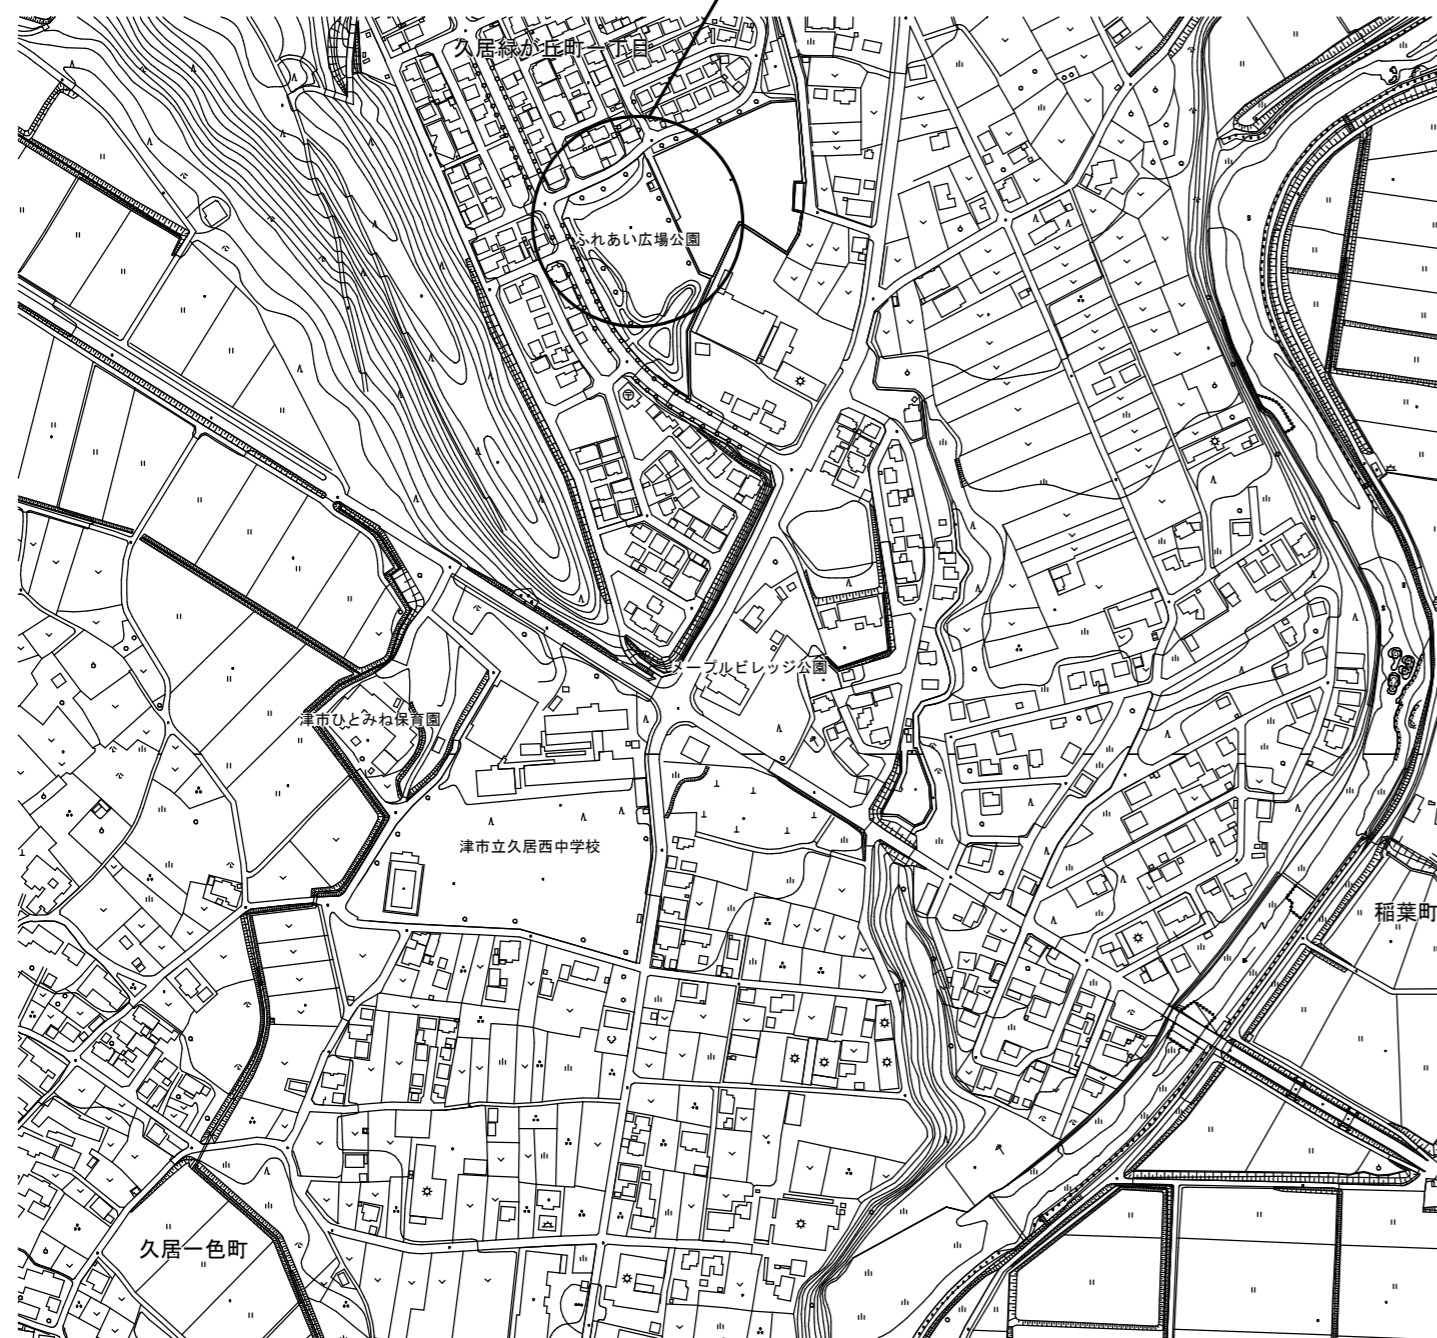 久居緑が丘町一丁目
ふれあい広場公園
メープルビレッジ公園
津市ひとみね保育園
津市立久居西中学校
稲葉町
久居一色町